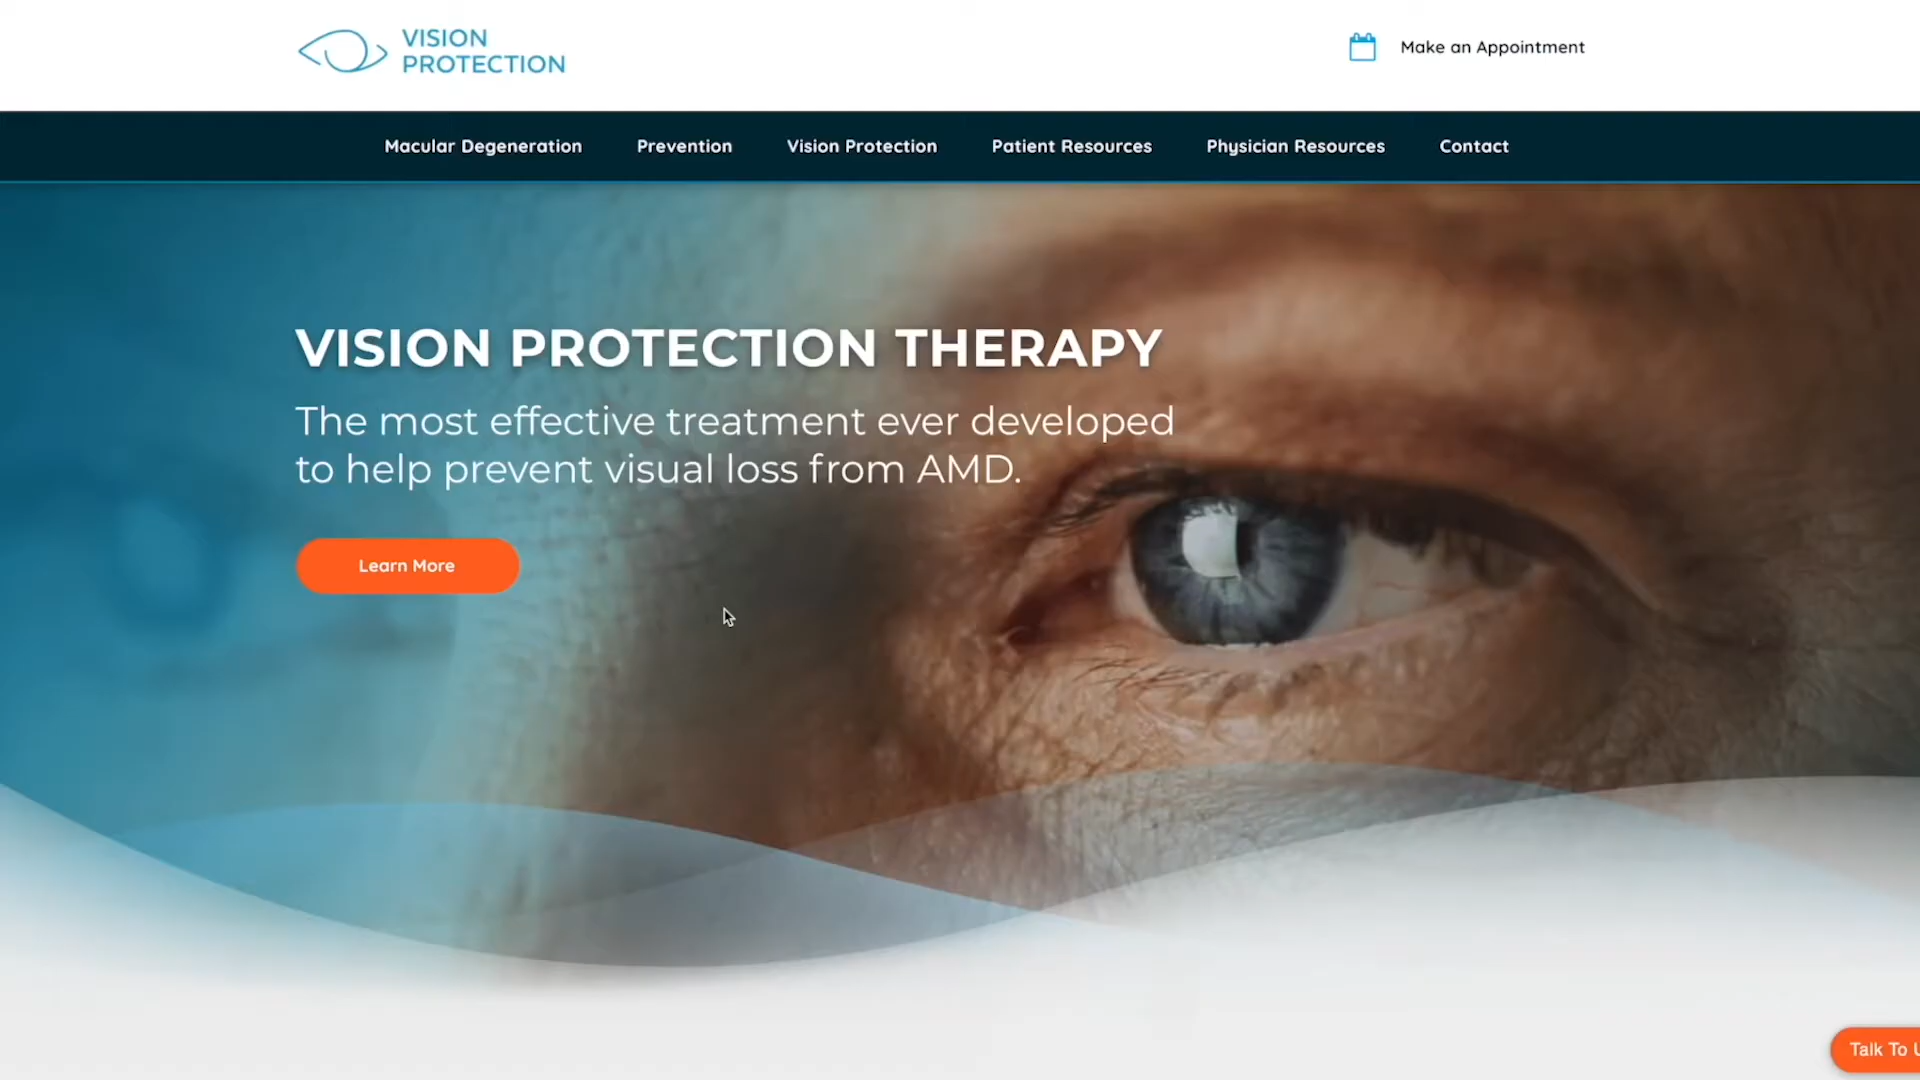 VISION
PROTECTION
Make an Appointment
Macular Degeneration Prevention Vision Protection Patient Resources Physician Resources Contact
VISION PROTECTION THERAPY
The most effective treatment ever developed
to help prevent visual loss from AMD.
Learn More
Talk To